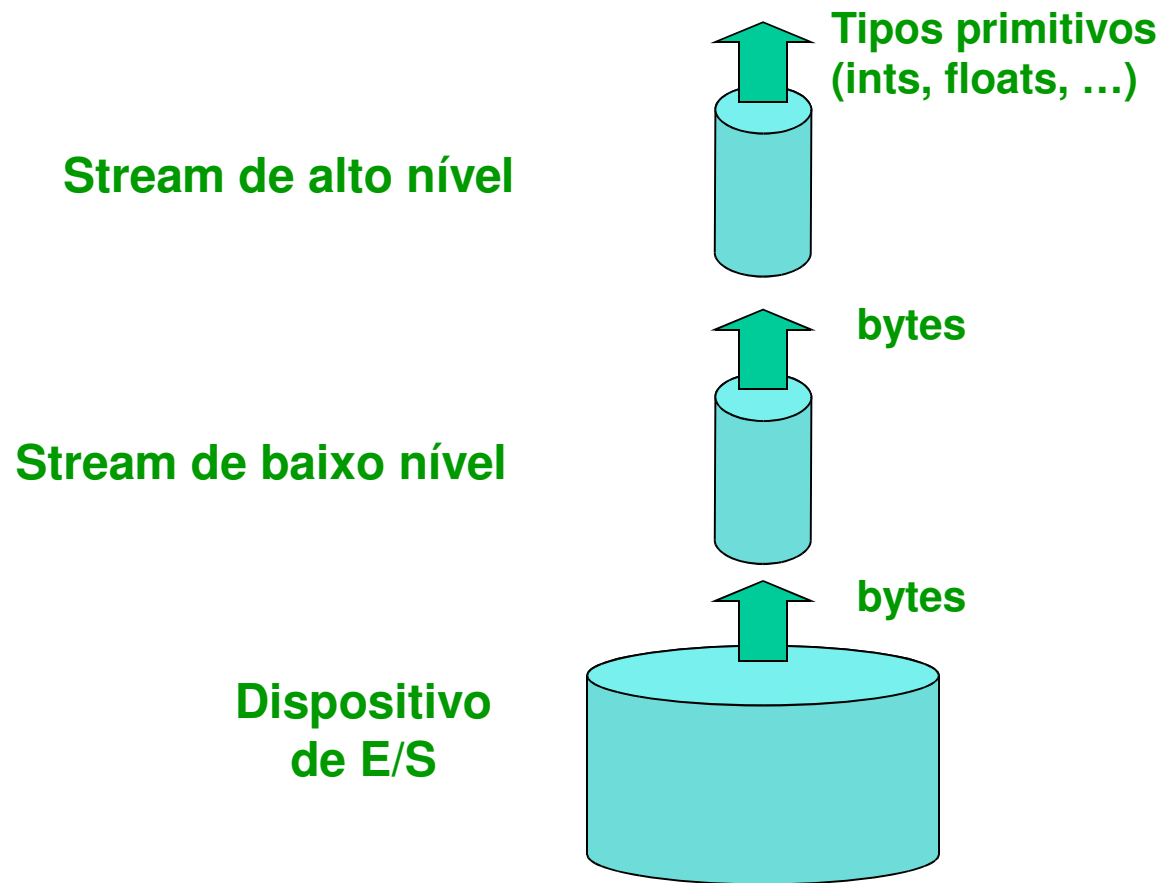 Tipos primitivos
(ints, floats, …)
Stream de alto nível
bytes
Stream de baixo nível
bytes
Dispositivo
de E/S